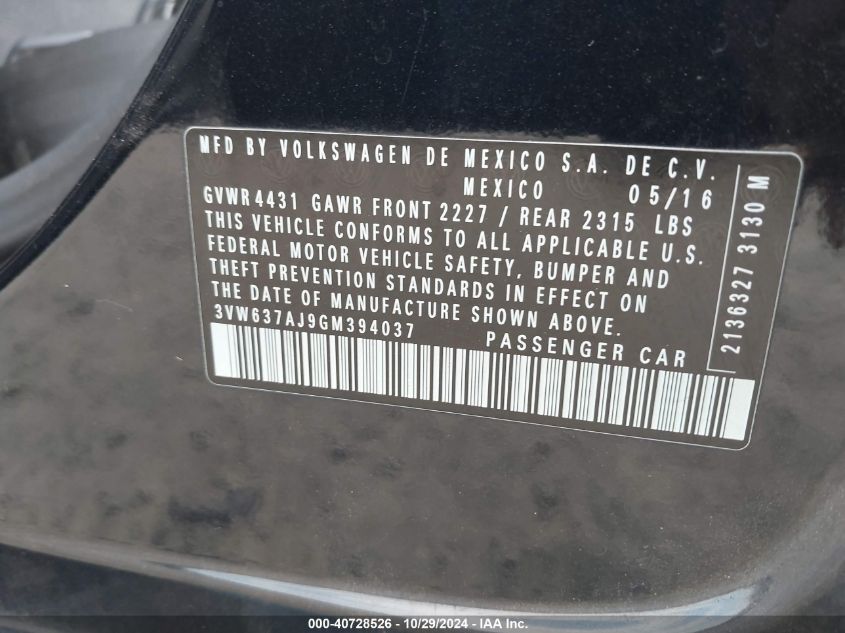 MFD BY VOLKSWAGEN DE MEXICO S.A. DE C.V.
MEXICO 05/16
GVWR 4431 GAWR FRONT 2227 / REAR 2315 LBS
THIS VEHICLE CONFORMS TO ALL APPLICABLE U.S.
FEDERAL MOTOR VEHICLE SAFETY, BUMPER AND
THEFT PREVENTION STANDARDS IN EFFECT ON
THE DATE OF MANUFACTURE SHOWN ABOVE.
3VW637AJ9GM394037 PASSENGER CAR
2136327 3130 M
000-40728526 - 10/29/2024 - IAA Inc.